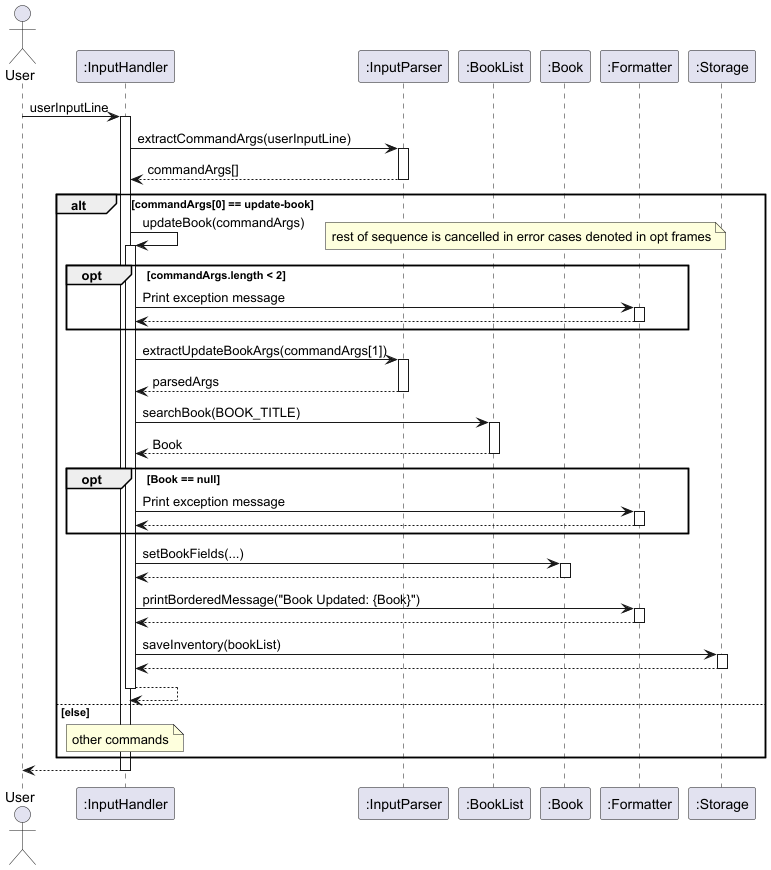 User
:InputHandler :InputParser :BookList :Book :Formatter :Storage
userInputLine
extractCommandArgs(userInputLine)
commandArgs[]
alt [commandArgs[0] == update-book]
updateBook(commandArgs)
rest of sequence is cancelled in error cases denoted in opt frames
opt [commandArgs.length < 2]
Print exception message
extractUpdateBookArgs(commandArgs[1])
parsedArgs
searchBook(BOOK_TITLE)
Book
opt [Book == null]
Print exception message
setBookFields(...)
printBorderedMessage("Book Updated: {Book}")
saveInventory(bookList)
[else]
other commands
User
:InputHandler :InputParser :BookList :Book :Formatter :Storage